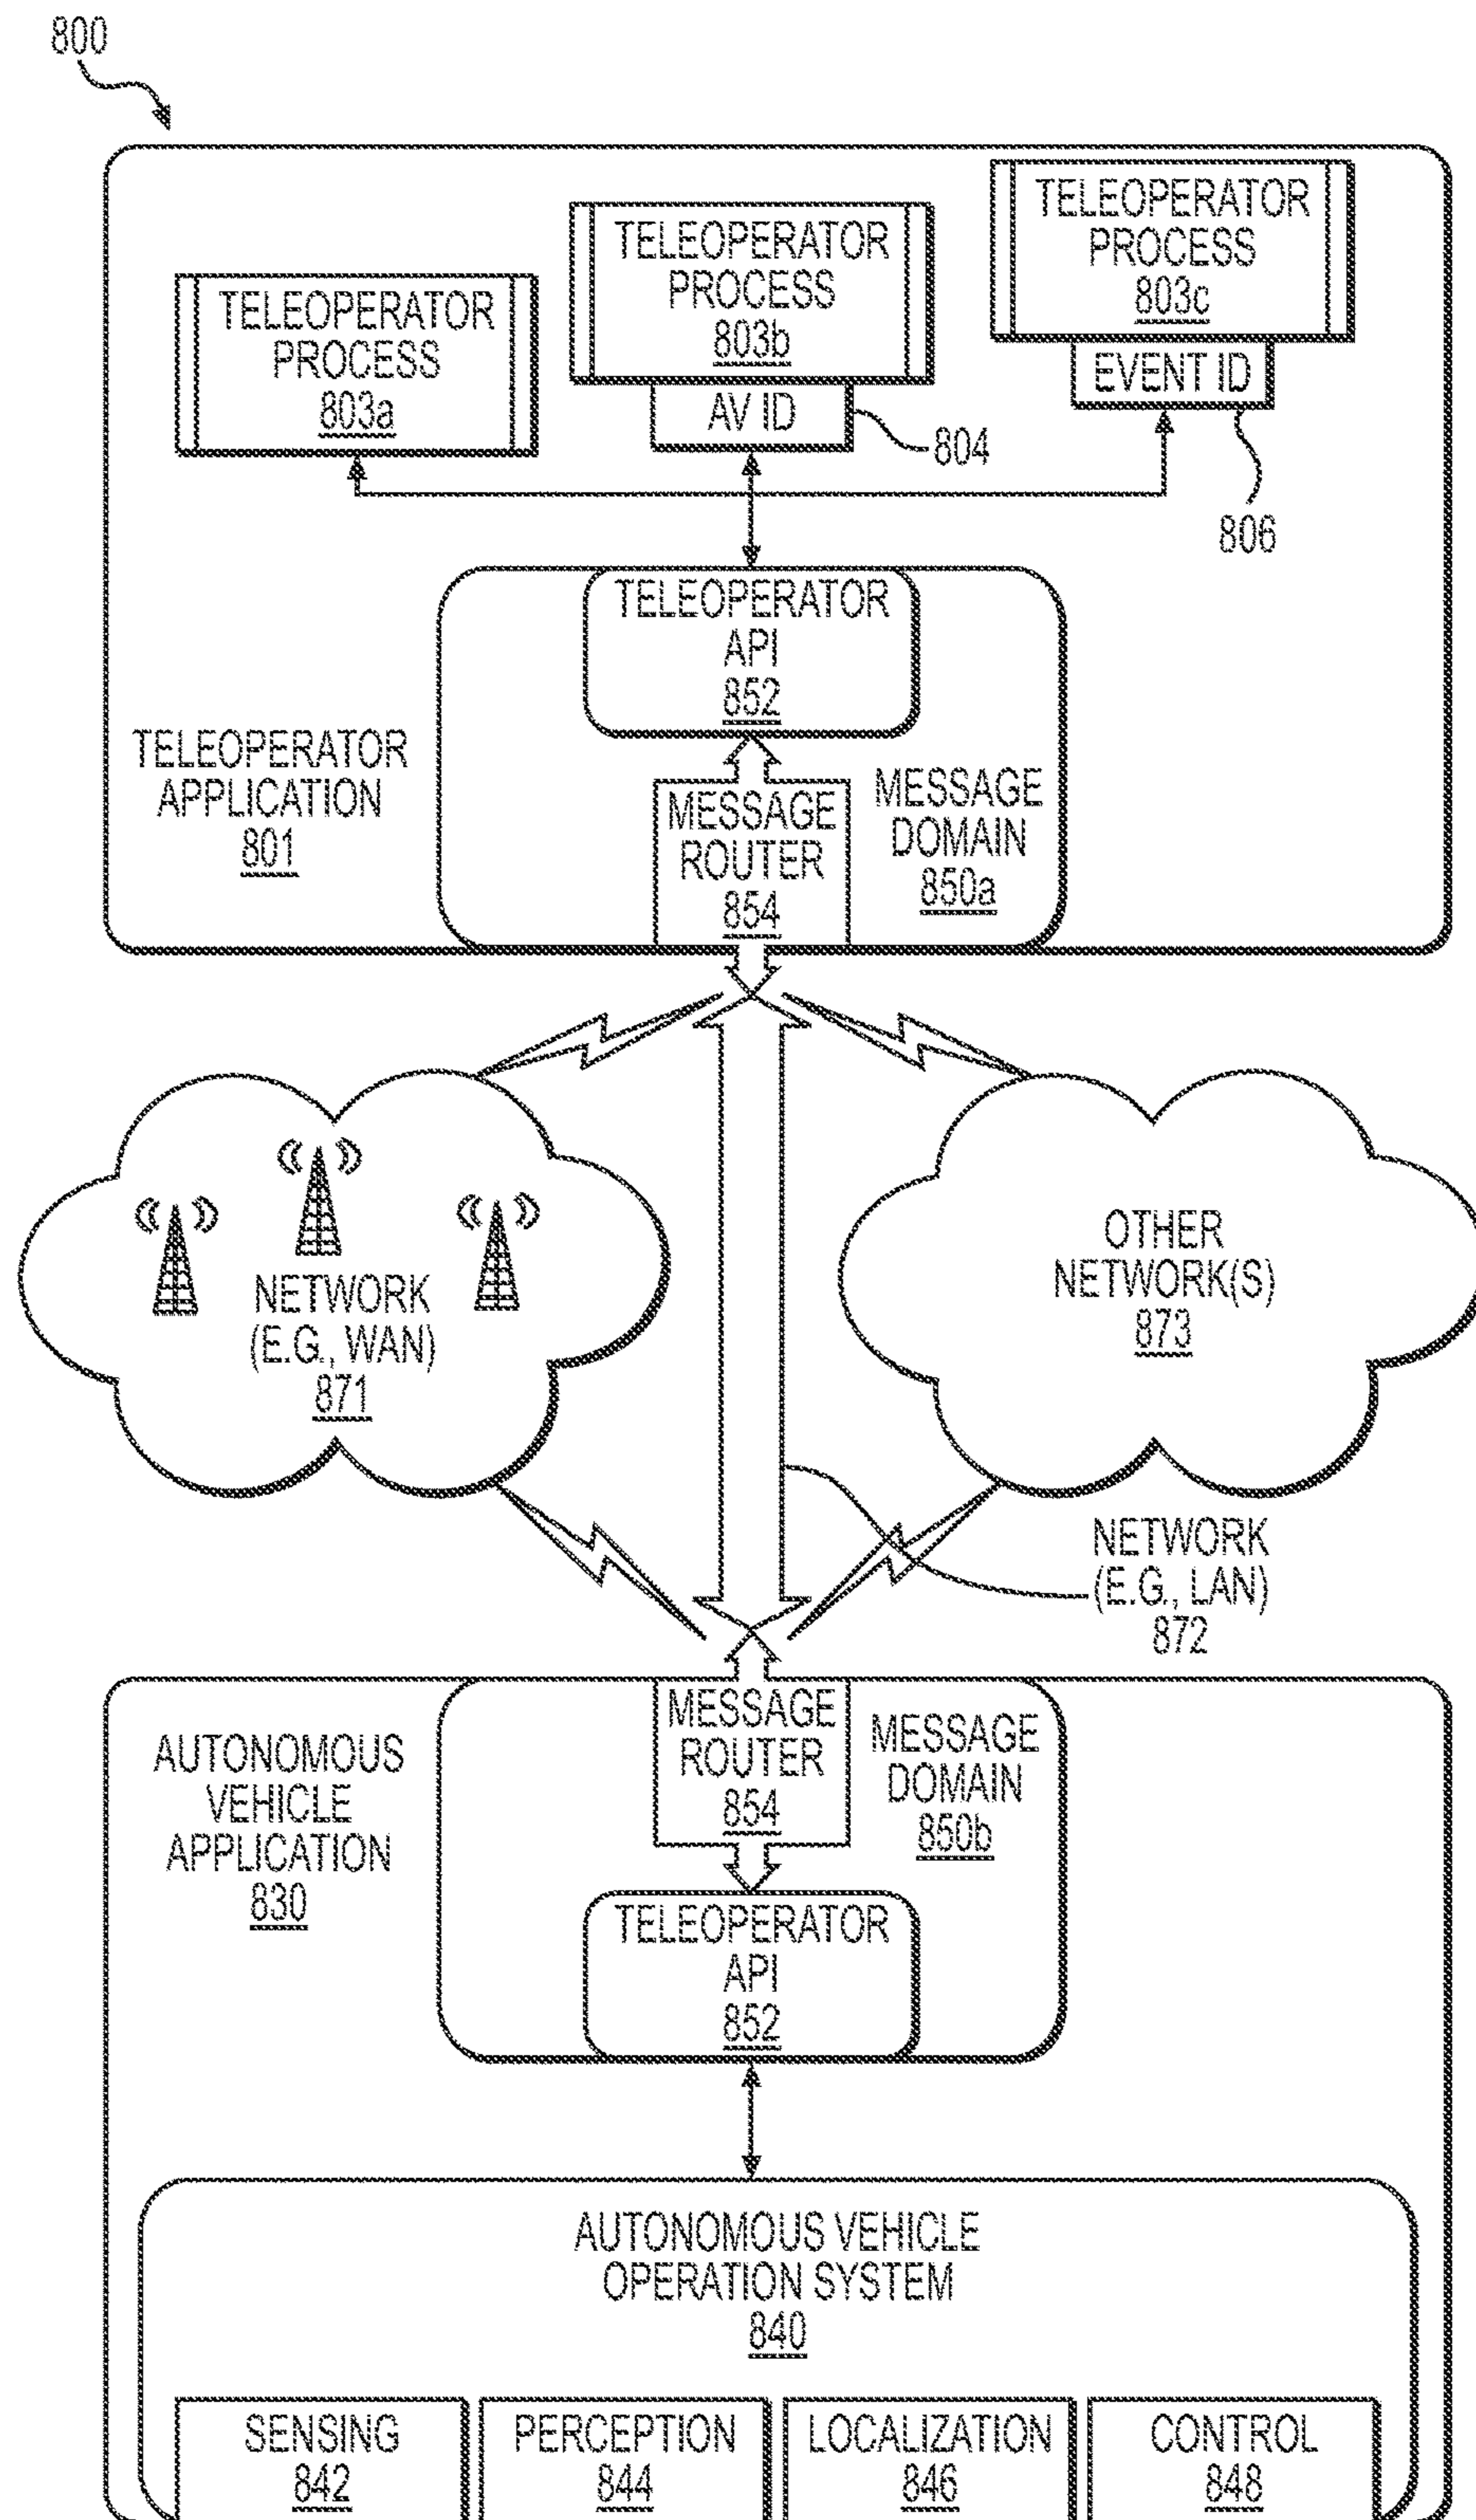 800
TELEOPERATOR
PROCESS
803a
TELEOPERATOR
PROCESS
803b
AV ID
804
TELEOPERATOR
PROCESS
803c
EVENT ID
806
TELEOPERATOR
API
852
TELEOPERATOR
APPLICATION
801
MESSAGE
ROUTER
854
MESSAGE
DOMAIN
850a
NETWORK
(E.G., WAN)
871
OTHER
NETWORK(S)
873
NETWORK
(E.G., LAN)
872
AUTONOMOUS
VEHICLE
APPLICATION
830
MESSAGE
ROUTER
854
MESSAGE
DOMAIN
850b
TELEOPERATOR
API
852
AUTONOMOUS VEHICLE
OPERATION SYSTEM
840
SENSING
842
PERCEPTION
844
LOCALIZATION
846
CONTROL
848